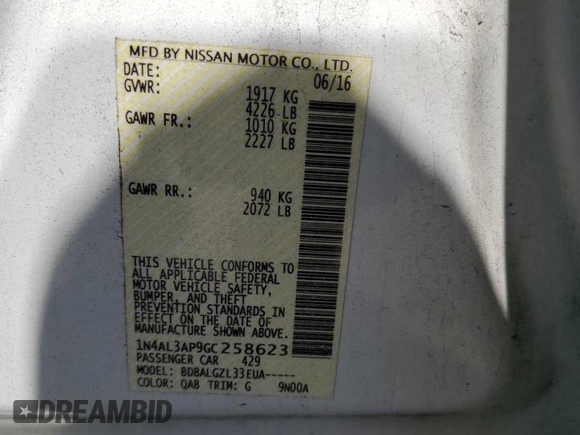 MFD BY NISSAN MOTOR CO., LTD.
DATE: 06/16
GVWR: 1917 KG
4226 LB
GAWR FR.: 1010 KG
2227 LB
GAWR RR.: 940 KG
2072 LB
THIS VEHICLE CONFORMS TO
ALL APPLICABLE FEDERAL
MOTOR VEHICLE SAFETY,
BUMPER, AND THEFT
PREVENTION STANDARDS
IN EFFECT ON THE DATE OF
MANUFACTURE SHOWN ABOVE.
1N4AL3AP9GC258623
PASSENGER CAR 429
MODEL: BDBALGZL33EUA-----
COLOR: QAB TRIM: G 9N00A
DREAMBID